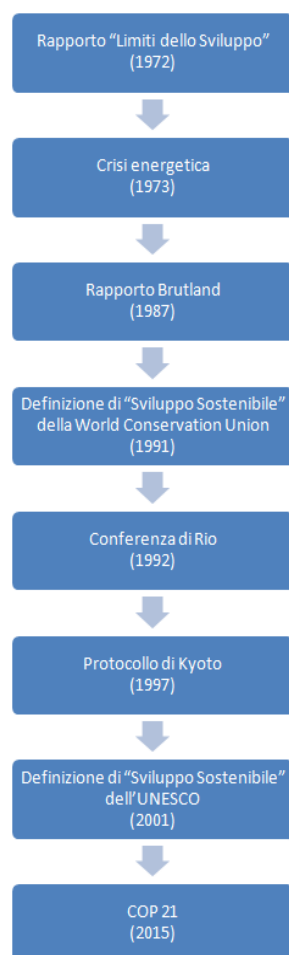 Rapporto “Limiti dello Sviluppo”
(1972)
Crisi energetica
(1973)
Rapporto Brutland
(1987)
Definizione di “Sviluppo Sostenibile”
della World Conservation Union
(1991)
Conferenza di Rio
(1992)
Protocollo di Kyoto
(1997)
Definizione di “Sviluppo Sostenibile”
dell’UNESCO
(2001)
COP 21
(2015)